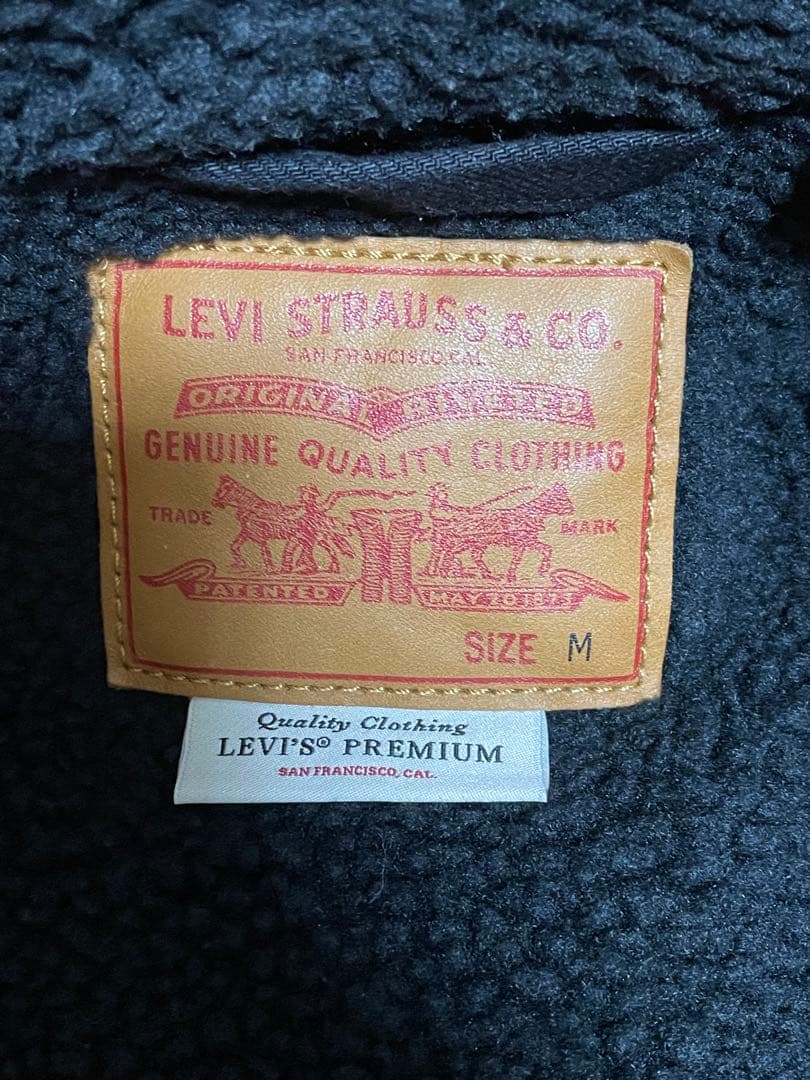 LEVI STRAUSS & CO.
SAN FRANCISCO, CAL.
ORIGINAL RIVETED
GENUINE QUALITY CLOTHING
TRADE MARK
PATENTED MAY 20 1873
SIZE M
Quality Clothing
LEVI'S® PREMIUM
SAN FRANCISCO, CAL.